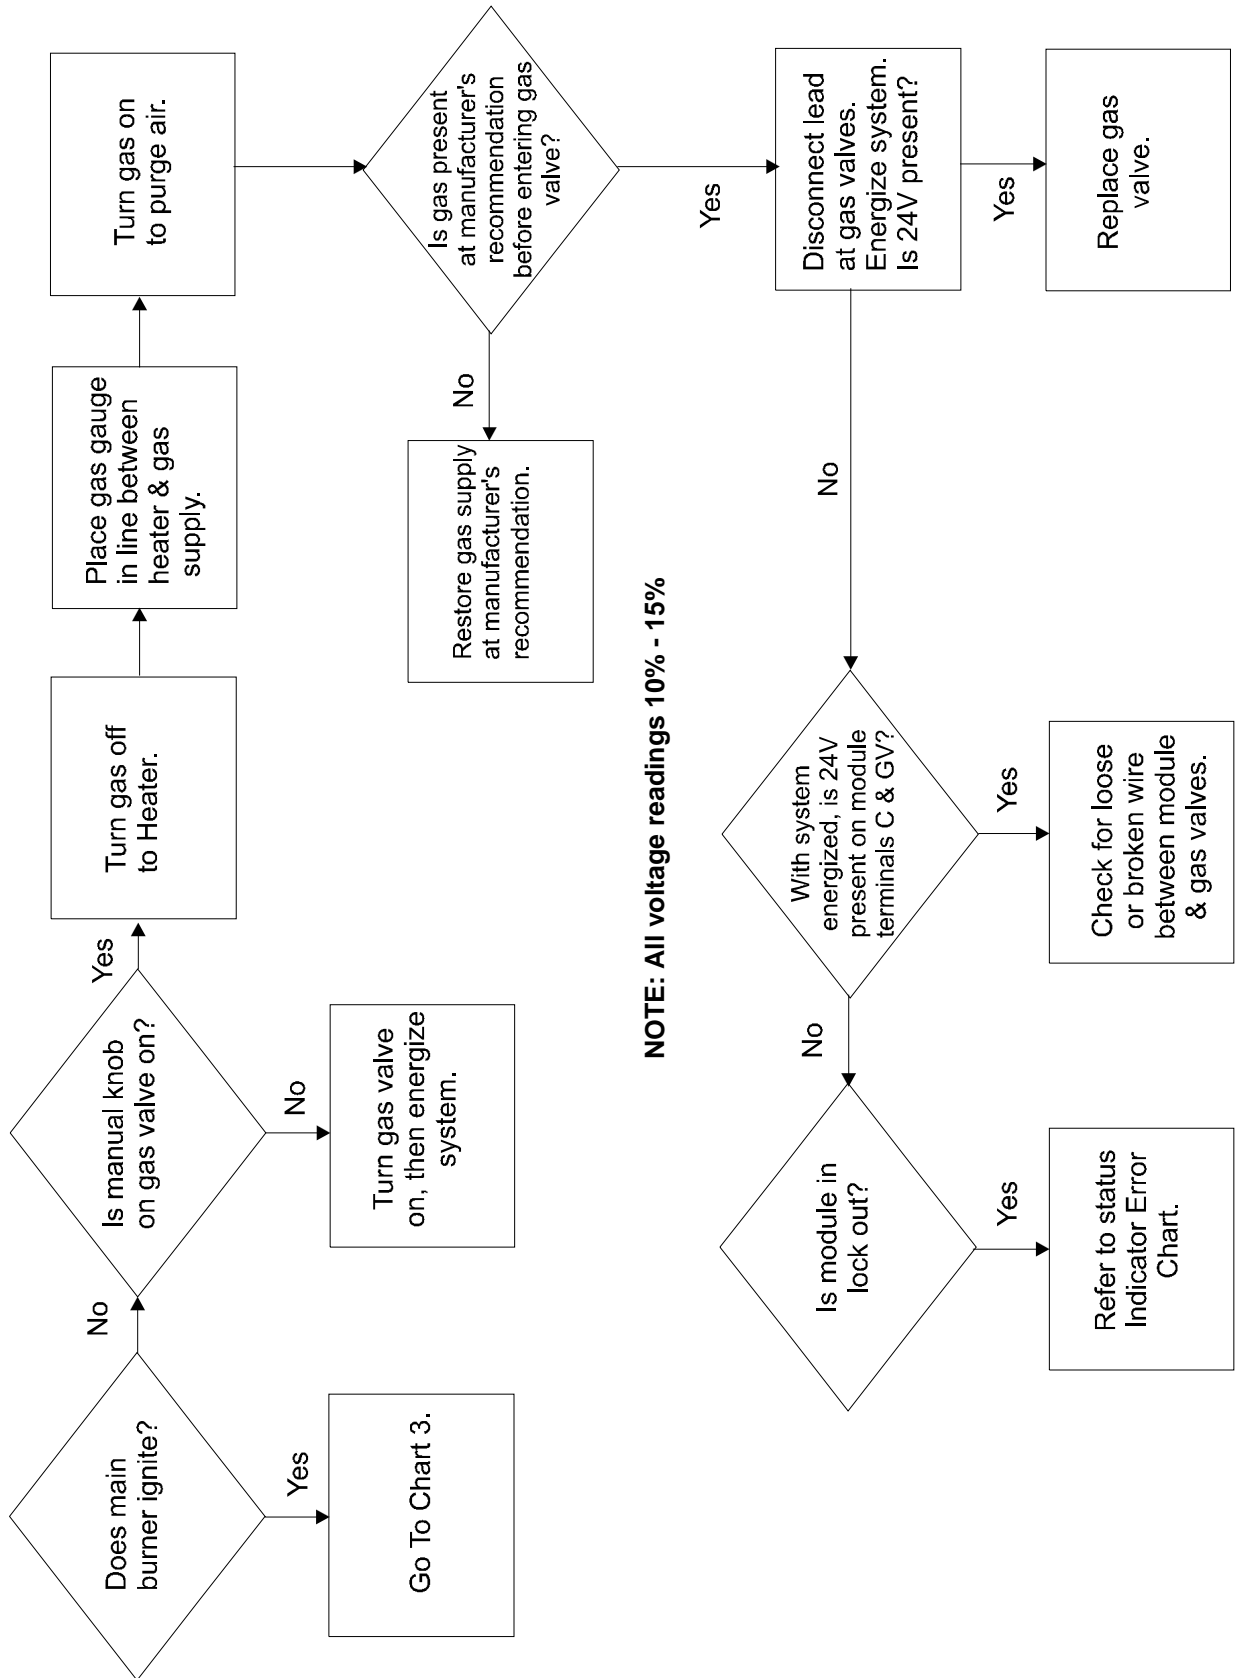 Does main
burner ignite?
Yes
Go To Chart 3.
No
Is manual knob
on gas valve on?
No
Turn gas valve
on, then energize
system.
Yes
Turn gas off
to Heater.
Place gas gauge
in line between
heater & gas
supply.
Turn gas on
to purge air.
Is gas present
at manufacturer's
recommendation
before entering gas
valve?
No
Restore gas supply
at manufacturer's
recommendation.
Yes
Disconnect lead
at gas valves.
Energize system.
Is 24V present?
Yes
Replace gas
valve.
No
With system
energized, is 24V
present on module
terminals C & GV?
Yes
Check for loose
or broken wire
between module
& gas valves.
No
Is module in
lock out?
Yes
Refer to status
Indicator Error
Chart.
NOTE: All voltage readings 10% - 15%